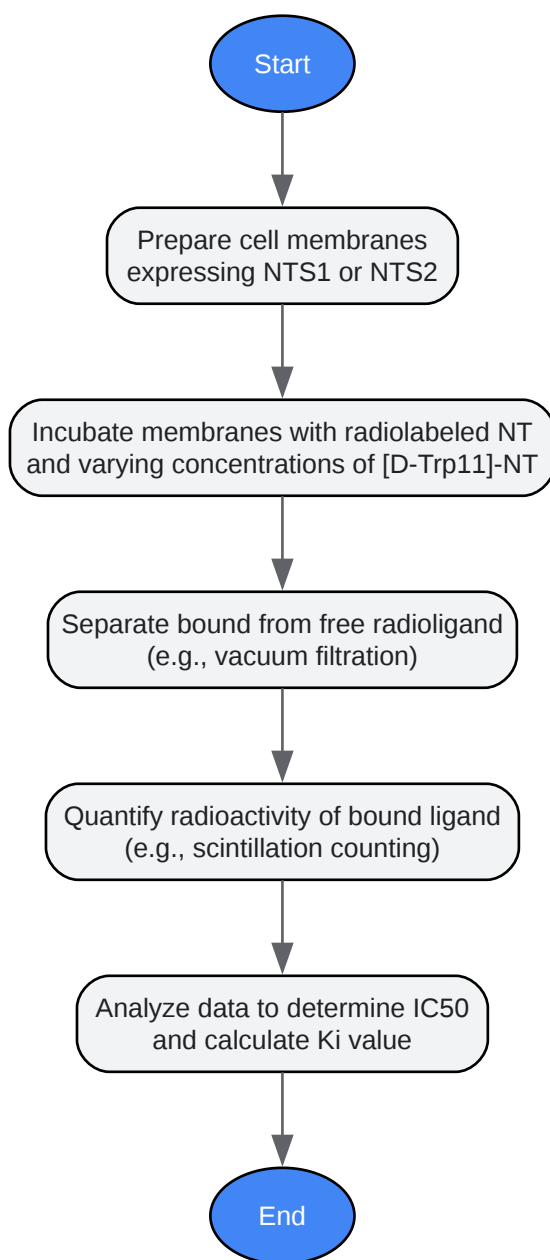 Start
Prepare cell membranes
expressing NTS1 or NTS2
Incubate membranes with radiolabeled NT
and varying concentrations of [D-Trp11]-NT
Separate bound from free radioligand
(e.g., vacuum filtration)
Quantify radioactivity of bound ligand
(e.g., scintillation counting)
Analyze data to determine IC50
and calculate Ki value
End